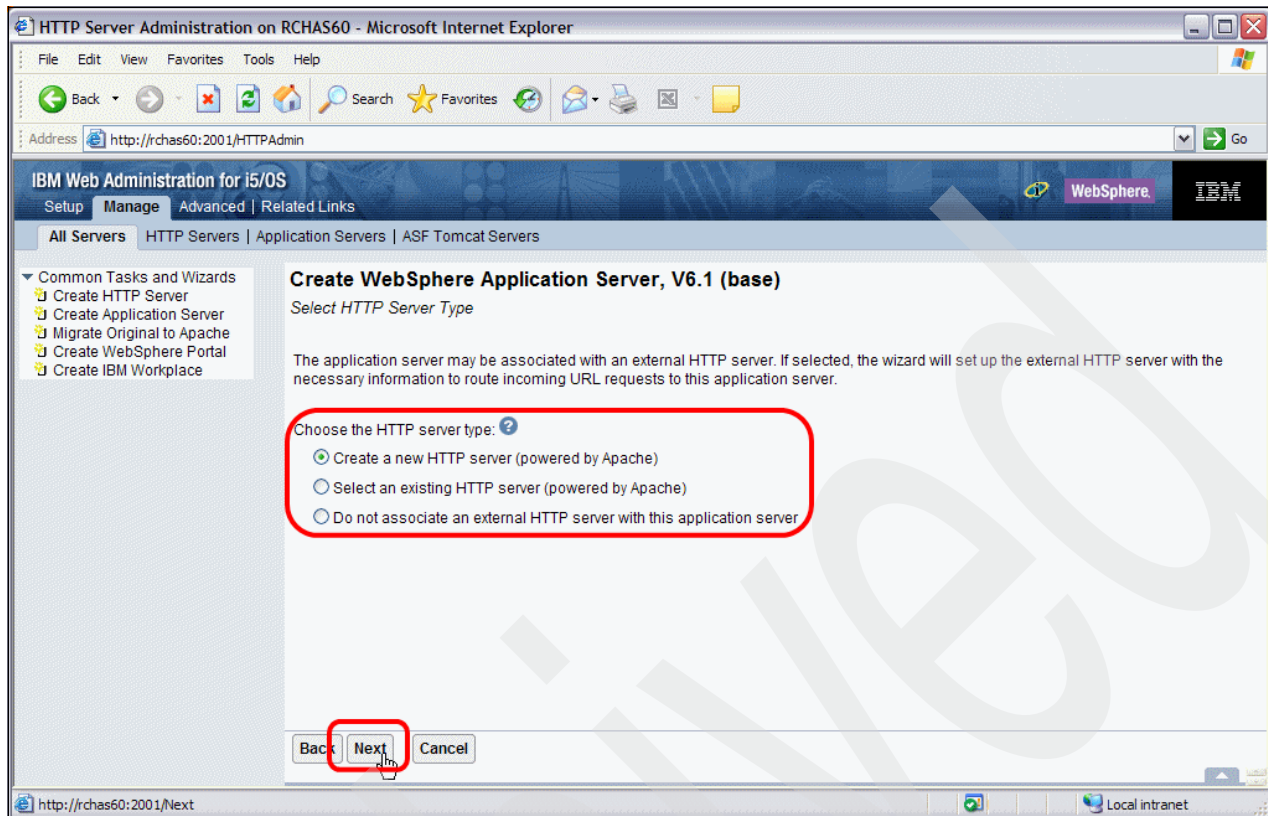 HTTP Server Administration on RCHAS60 - Microsoft Internet Explorer
File Edit View Favorites Tools Help
Back Search Favorites
Address http://rchas60:2001/HTTPAdmin Go
IBM Web Administration for i5/OS
WebSphere. IBM
Setup Manage Advanced | Related Links
All Servers HTTP Servers | Application Servers | ASF Tomcat Servers
Common Tasks and Wizards
Create HTTP Server
Create Application Server
Migrate Original to Apache
Create WebSphere Portal
Create IBM Workplace
Create WebSphere Application Server, V6.1 (base)
Select HTTP Server Type
The application server may be associated with an external HTTP server. If selected, the wizard will set up the external HTTP server with the
necessary information to route incoming URL requests to this application server.
Choose the HTTP server type: ?
Create a new HTTP server (powered by Apache)
Select an existing HTTP server (powered by Apache)
Do not associate an external HTTP server with this application server
Back Next Cancel
http://rchas60:2001/Next Local intranet